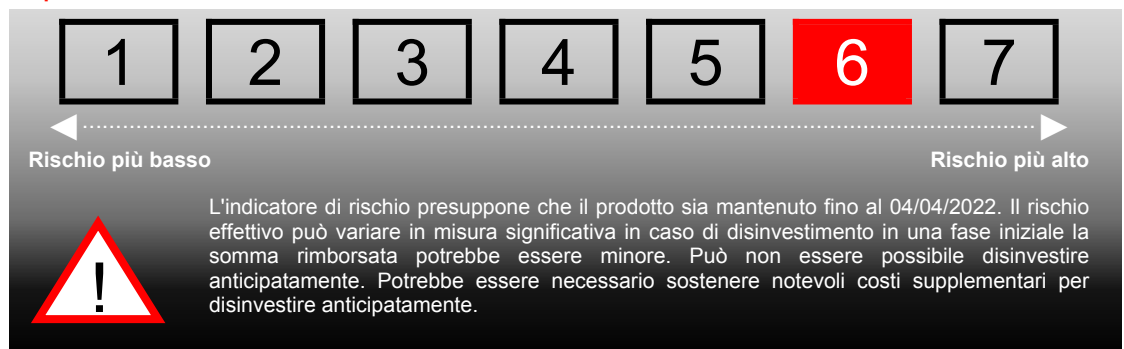 1 2 3 4 5 6 7
Rischio più basso Rischio più alto
L'indicatore di rischio presuppone che il prodotto sia mantenuto fino al 04/04/2022. Il rischio
effettivo può variare in misura significativa in caso di disinvestimento in una fase iniziale la
somma rimborsata potrebbe essere minore. Può non essere possibile disinvestire
anticipatamente. Potrebbe essere necessario sostenere notevoli costi supplementari per
disinvestire anticipatamente.
!